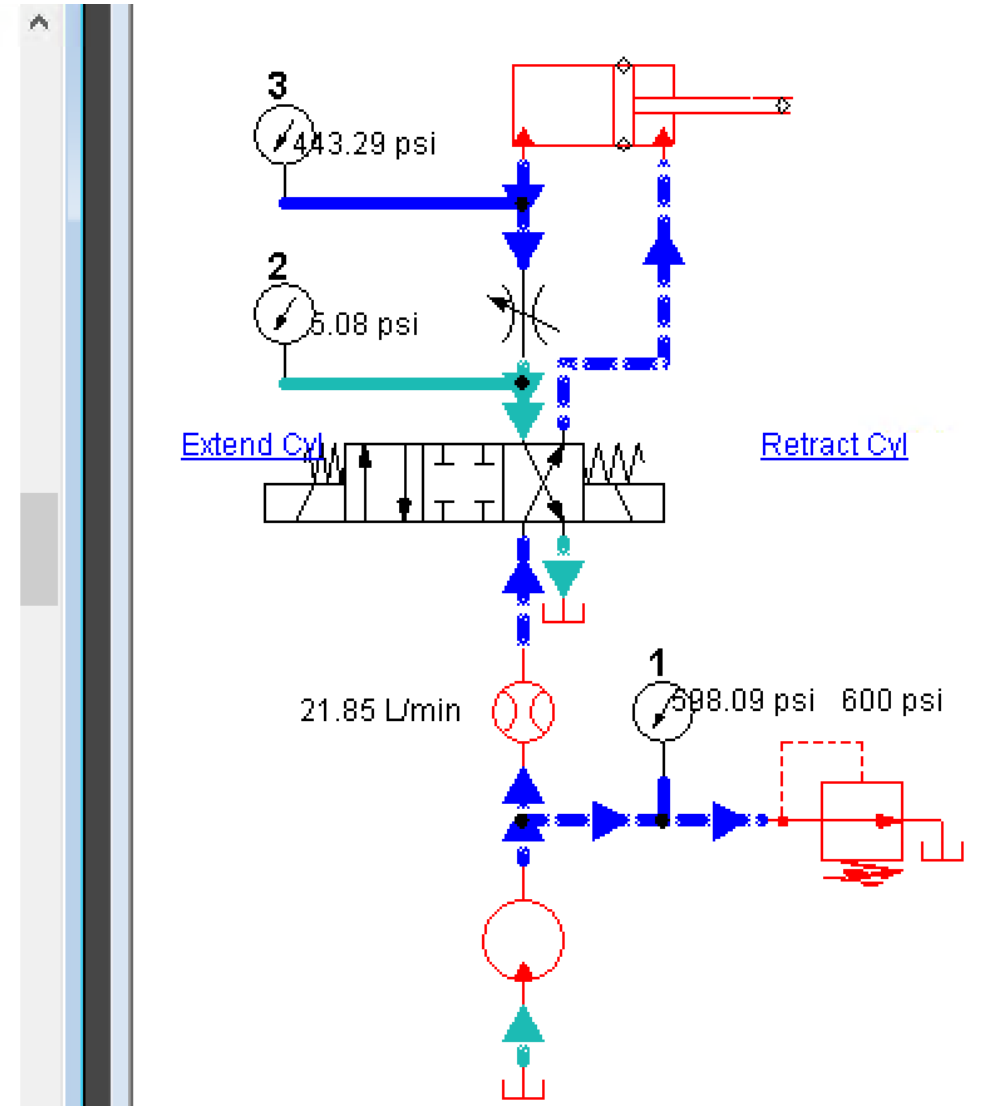 3
443.29 psi
2
5.08 psi
Extend Cyl
Retract Cyl
1
21.85 L/min
598.09 psi 600 psi